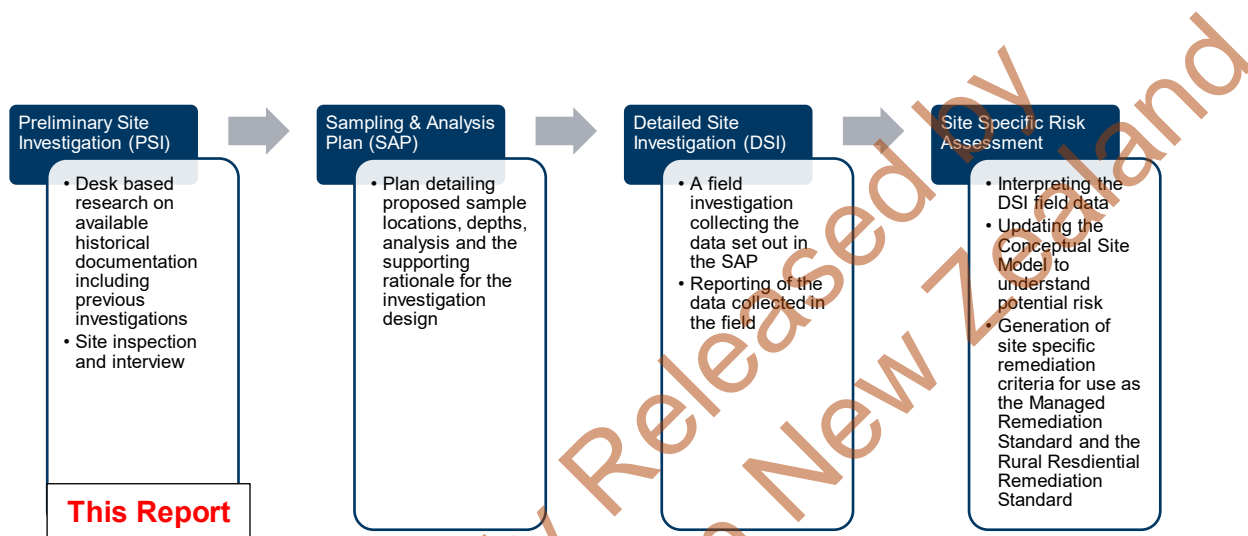 Preliminary Site
Investigation (PSI)
• Desk based
research on
available
historical
documentation
including
previous
investigations
• Site inspection
and interview
This Report
Sampling & Analysis
Plan (SAP)
• Plan detailing
proposed sample
locations, depths,
analysis and the
supporting
rationale for the
investigation
design
Detailed Site
Investigation (DSI)
• A field
investigation
collecting the
data set out in
the SAP
• Reporting of the
data collected in
the field
Site Specific Risk
Assessment
• Interpreting the
DSI field data
• Updating the
Conceptual Site
Model to
understand
potential risk
• Generation of
site specific
remediation
criteria for use as
the Managed
Remediation
Standard and the
Rural Resdiential
Remediation
Standard
Released by
New Zealand